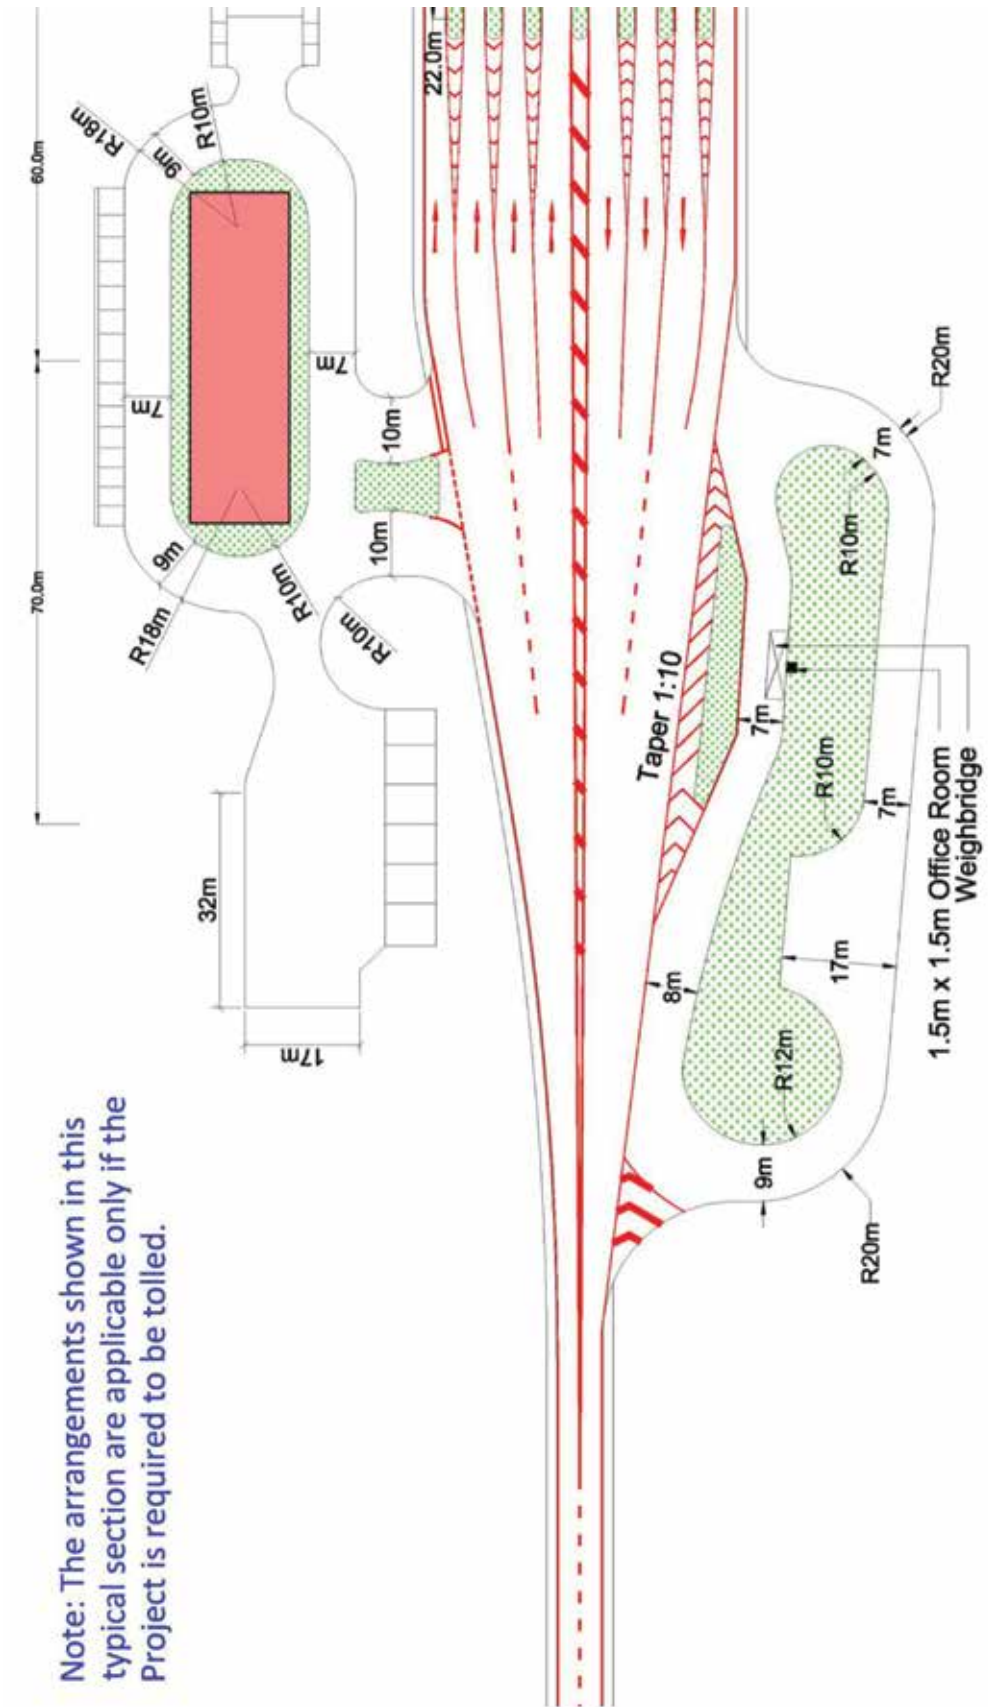 Note: The arrangements shown in this
typical section are applicable only if the
Project is required to be tolled.
60.0m
70.0m
22.0m
R18m
9m
R10m
7m
7m
10m
10m
9m
R18m
R10m
R10m
32m
17m
Taper 1:10
R20m
7m
R10m
7m
R10m
7m
8m
17m
R12m
9m
R20m
1.5m x 1.5m Office Room
Weighbridge